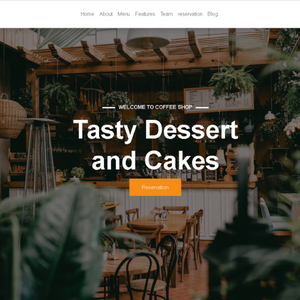 Home About Menu Features Team reservation Blog
WELCOME TO COFFEE SHOP
Tasty Dessert
and Cakes
Reservation